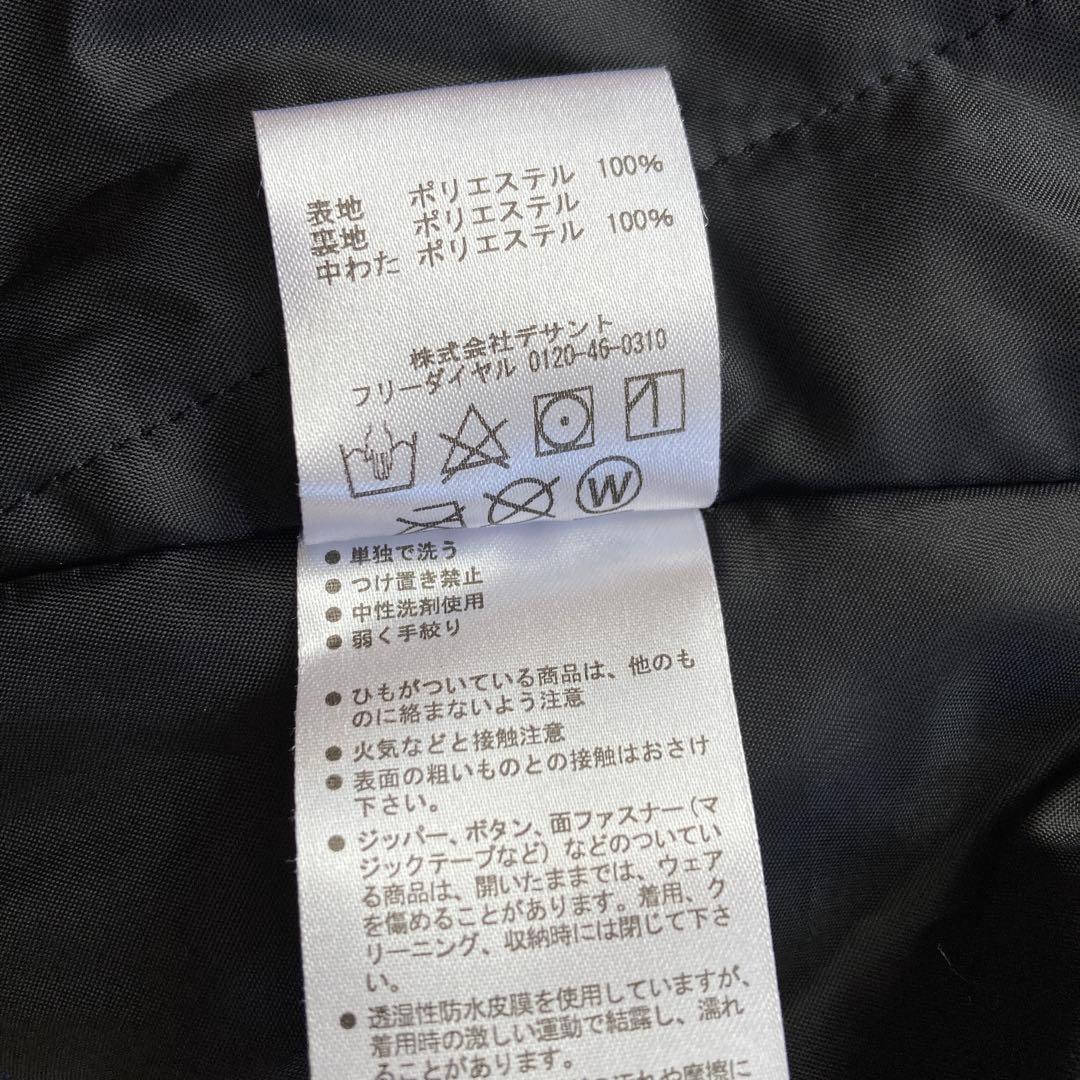 表地 ポリエステル 100%
裏地 ポリエステル
中わた ポリエステル 100%
株式会社デサント
フリーダイヤル 0120-46-0310
W
● 単独で洗う
● つけ置き禁止
● 中性洗剤使用
● 弱く手絞り
● ひもがついている商品は、他のも
のに絡まないよう注意
● 火気などと接触注意
● 表面の粗いものとの接触はおさけ
下さい。
● ジッパー、ボタン、面ファスナー(マ
ジックテープなど)などのついてい
る商品は、開いたままでは、ウェア
を傷めることがあります。着用、ク
リーニング、収納時には閉じて下さ
い。
● 透湿性防水皮膜を使用していますが、
着用時の激しい運動で結露し、濡れ
ることがあります。
汚れや摩擦に